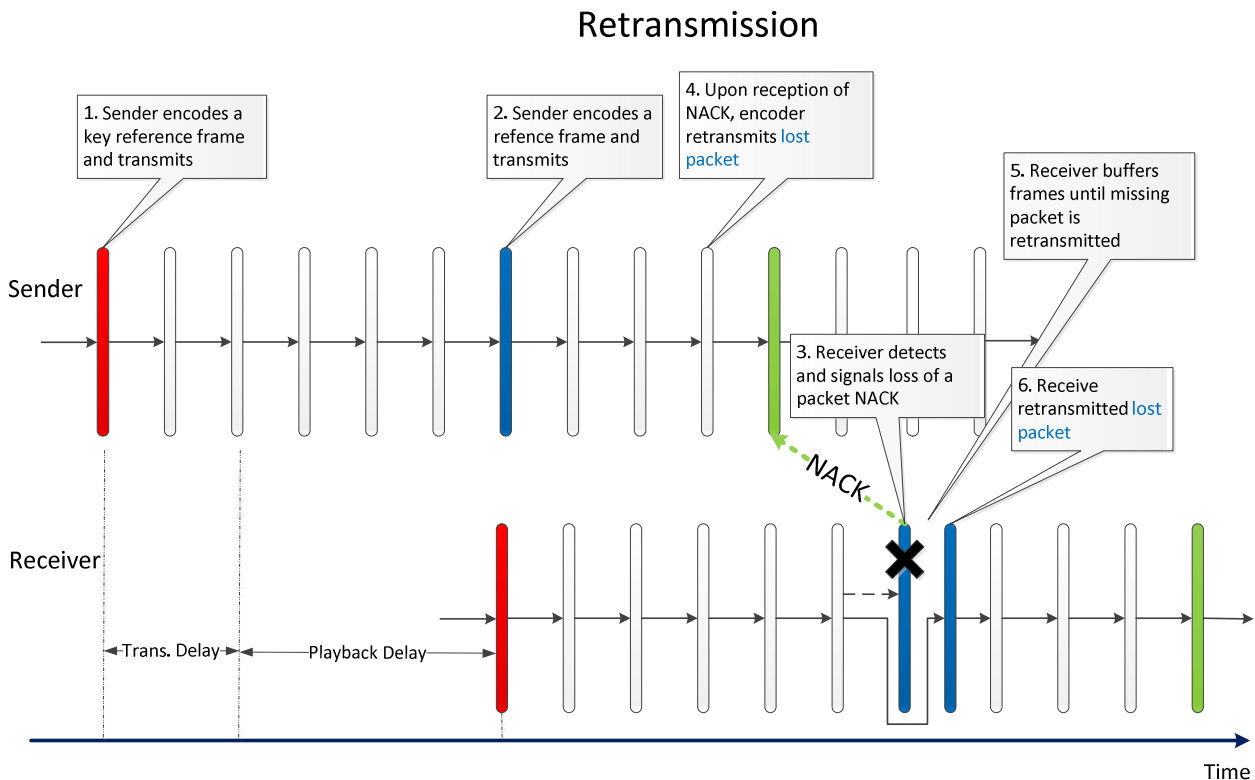 Retransmission
1. Sender encodes a
key reference frame
and transmits
2. Sender encodes a
refence frame and
transmits
4. Upon reception of
NACK, encoder
retransmits lost
packet
5. Receiver buffers
frames until missing
packet is
retransmitted
Sender
3. Receiver detects
and signals loss of a
packet NACK
6. Receive
retransmitted lost
packet
NACK
Receiver
Trans. Delay
Playback Delay
Time